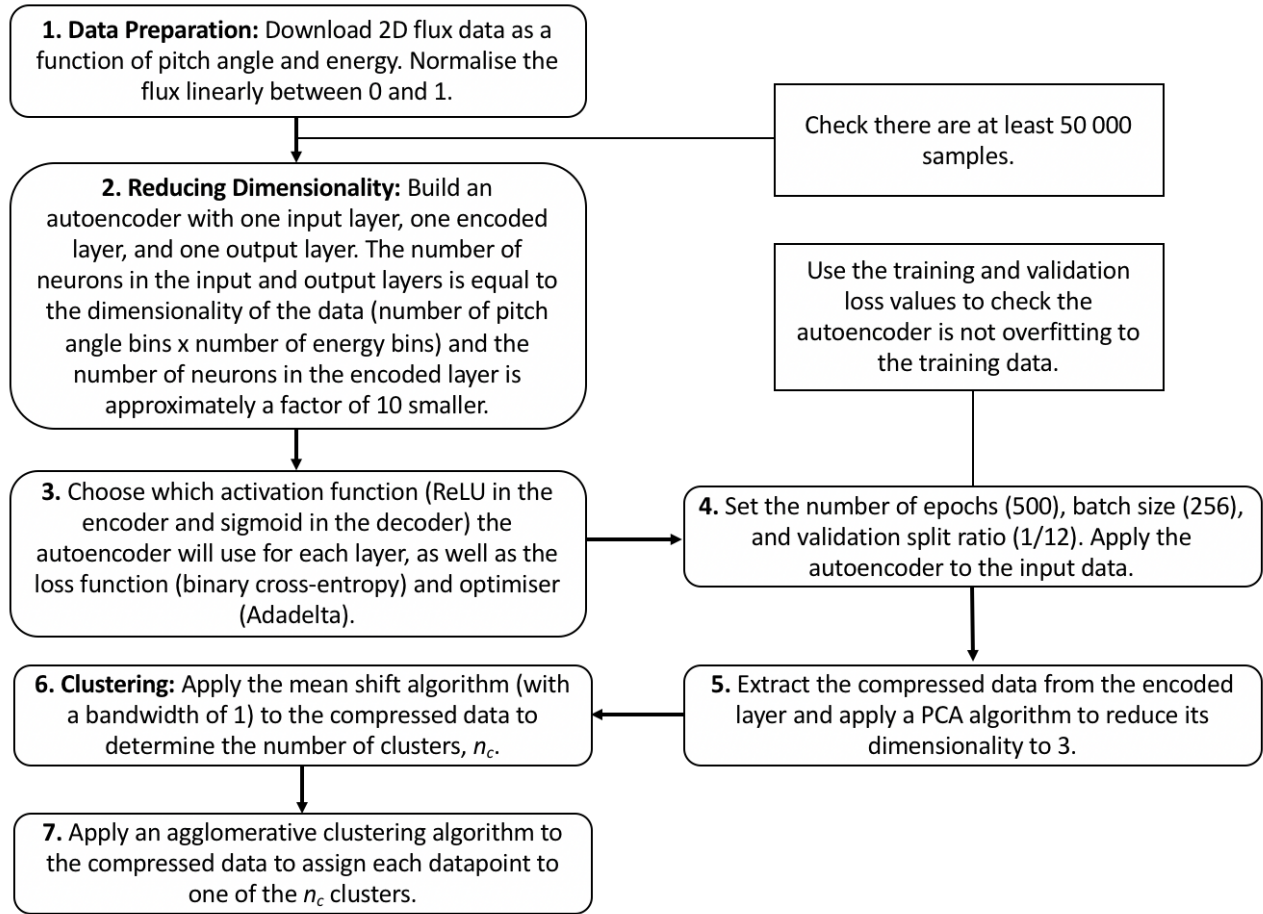 1. Data Preparation: Download 2D flux data as a
function of pitch angle and energy. Normalise the
flux linearly between 0 and 1.
Check there are at least 50 000
samples.
2. Reducing Dimensionality: Build an
autoencoder with one input layer, one encoded
layer, and one output layer. The number of
neurons in the input and output layers is equal to
the dimensionality of the data (number of pitch
angle bins x number of energy bins) and the
number of neurons in the encoded layer is
approximately a factor of 10 smaller.
Use the training and validation
loss values to check the
autoencoder is not overfitting to
the training data.
3. Choose which activation function (ReLU in the
encoder and sigmoid in the decoder) the
autoencoder will use for each layer, as well as the
loss function (binary cross-entropy) and optimiser
(Adadelta).
4. Set the number of epochs (500), batch size (256),
and validation split ratio (1/12). Apply the
autoencoder to the input data.
5. Extract the compressed data from the encoded
layer and apply a PCA algorithm to reduce its
dimensionality to 3.
6. Clustering: Apply the mean shift algorithm (with
a bandwidth of 1) to the compressed data to
determine the number of clusters, n_c.
7. Apply an agglomerative clustering algorithm to
the compressed data to assign each datapoint to
one of the n_c clusters.